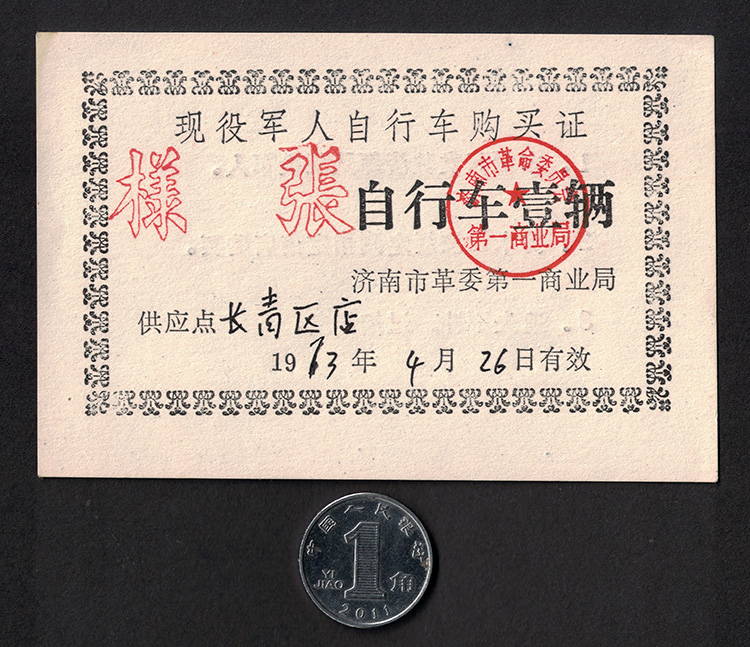 现役军人自行车购买证
樣 張
自行车壹辆
济南市革命委员会
第一商业局
济南市革委第一商业局
供应点 长青区店
1963年 4月 26日有效
中国人民银行
YI JIAO
1角
2011